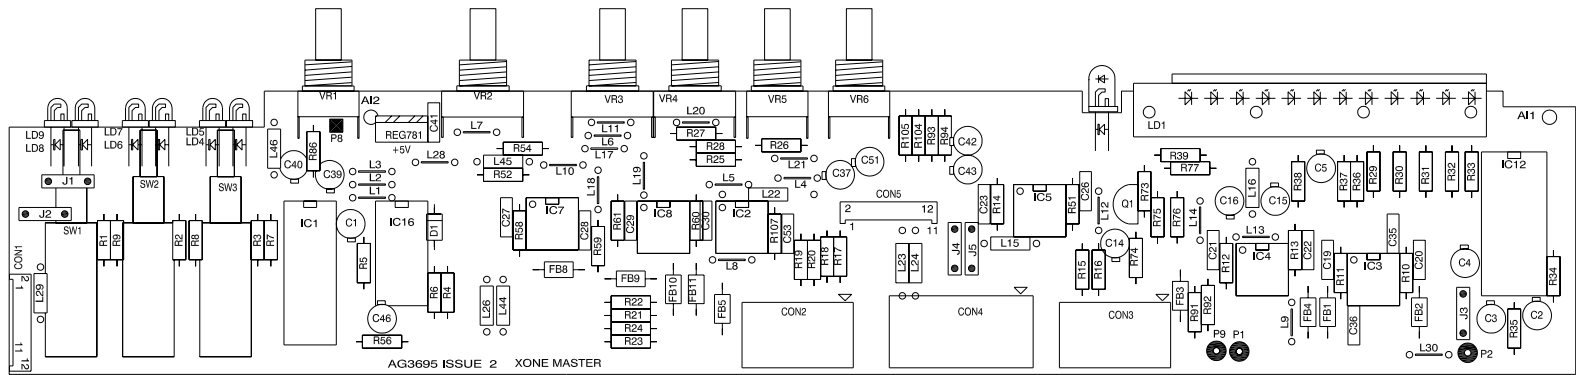 VR1
VR2
VR3
VR4
VR5
VR6
AI2
P8
REG781
+5V
C41
LD9
LD8
LD7
LD6
LD5
LD4
L46
C40
R86
C39
L3
L2
L1
L28
L7
R54
L45
R52
L10
L11
L6
L17
L20
R27
R28
R25
R26
L21
L4
L18
L19
L5
L22
C37
C51
R105
R104
R93
R94
C42
C43
LD1
AI1
J1
J2
SW1
SW2
SW3
R1
R9
R2
R8
R3
R7
CON1
2
1
11
12
L29
IC1
C1
R5
IC16
D1
R6
R4
C46
R56
L26
L44
C27
R58
IC7
C28
R59
FB8
R61
C29
IC8
R60
C30
IC2
R107
C53
L8
FB9
FB10
FB11
FB5
R22
R21
R24
R23
R19
R20
R18
R17
CON5
2
12
1
11
L23
L24
J4
J5
C23
R14
IC5
R51
C26
L15
L12
Q1
R73
C14
R74
R15
R16
R75
R76
L14
R39
R77
C16
L16
C15
R38
C5
R37
R36
R29
R30
R31
R32
R33
IC12
C21
R12
L13
IC4
R13
C22
C19
R11
IC3
C35
R10
C20
C4
R34
FB3
R91
R92
L9
FB4
FB1
C36
FB2
J3
C3
R35
C2
P9
P1
L30
P2
CON2
CON4
CON3
AG3695 ISSUE 2 XONE MASTER